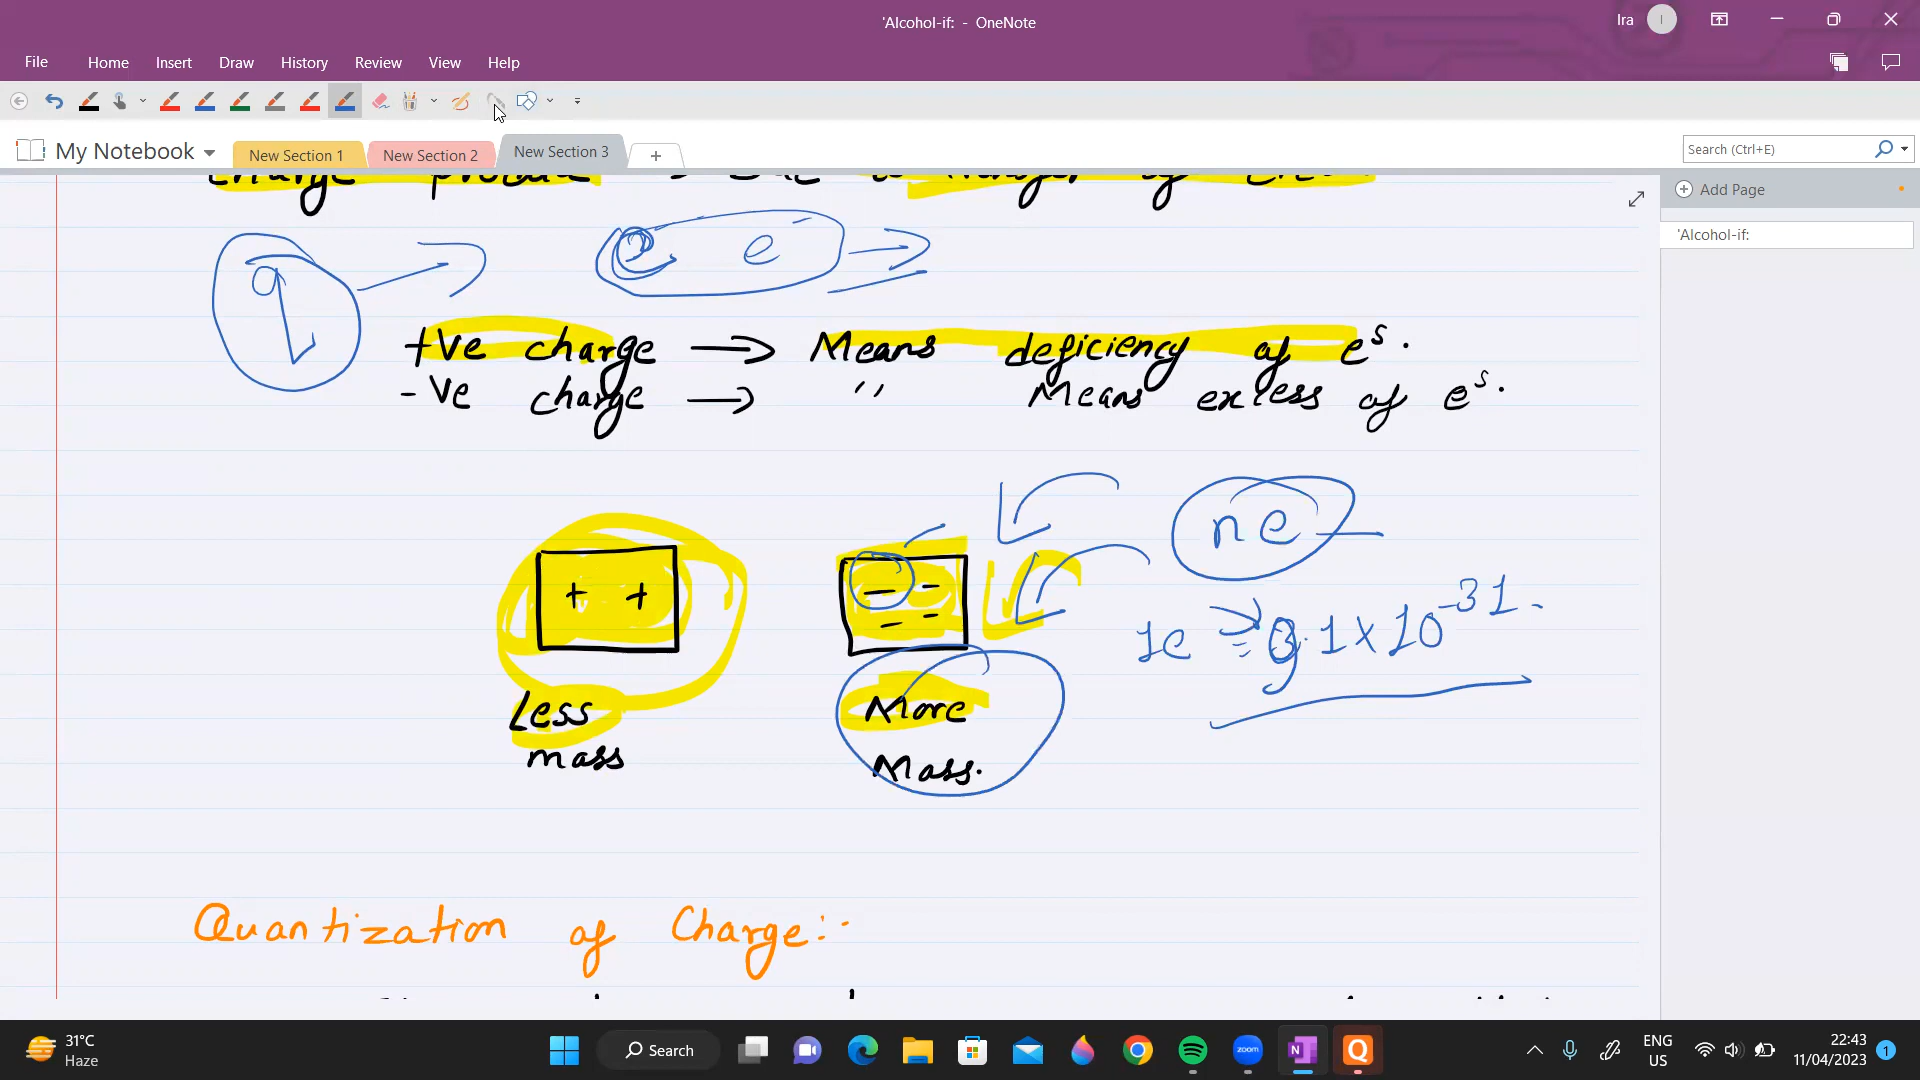 'Alcohol-if: - OneNote
Ira I
File Home Insert Draw History Review View Help
My Notebook New Section 1 New Section 2 New Section 3 +
Search (Ctrl+E)
Add Page
'Alcohol-if:
charge
q e e
+Ve charge → Means deficiency of eˢ.
-Ve charge → " Means excess of eˢ.
ne
+ + - - - -
1e = 9.1 x 10⁻³¹
Less More
mass Mass.
Quantization of Charge:-
31°C
Haze
Search
zoom
N
Q
ENG
US
22:43
11/04/2023
1